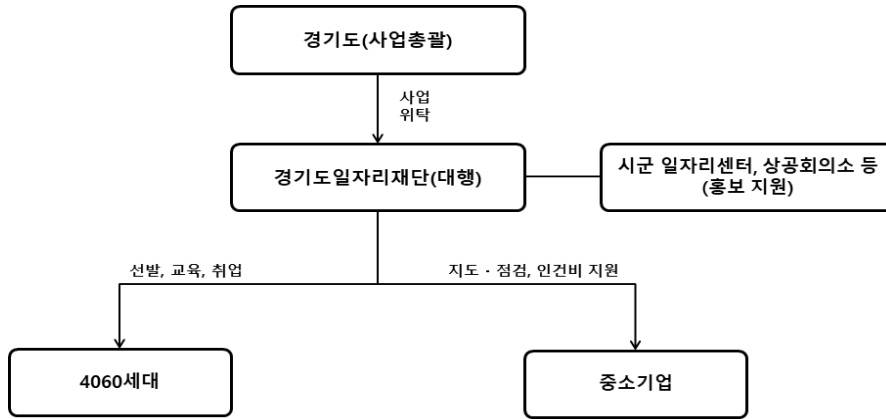 경기도(사업총괄)
사업
위탁
경기도일자리재단(대행)
시군 일자리센터, 상공회의소 등
(홍보 지원)
선발, 교육, 취업
지도 · 점검, 인건비 지원
4060세대
중소기업